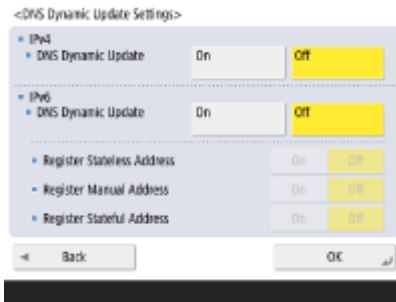 <DNS Dynamic Update Settings>
IPv4
DNS Dynamic Update On Off
IPv6
DNS Dynamic Update On Off
Register Stateless Address On Off
Register Manual Address On Off
Register Stateful Address On Off
Back OK